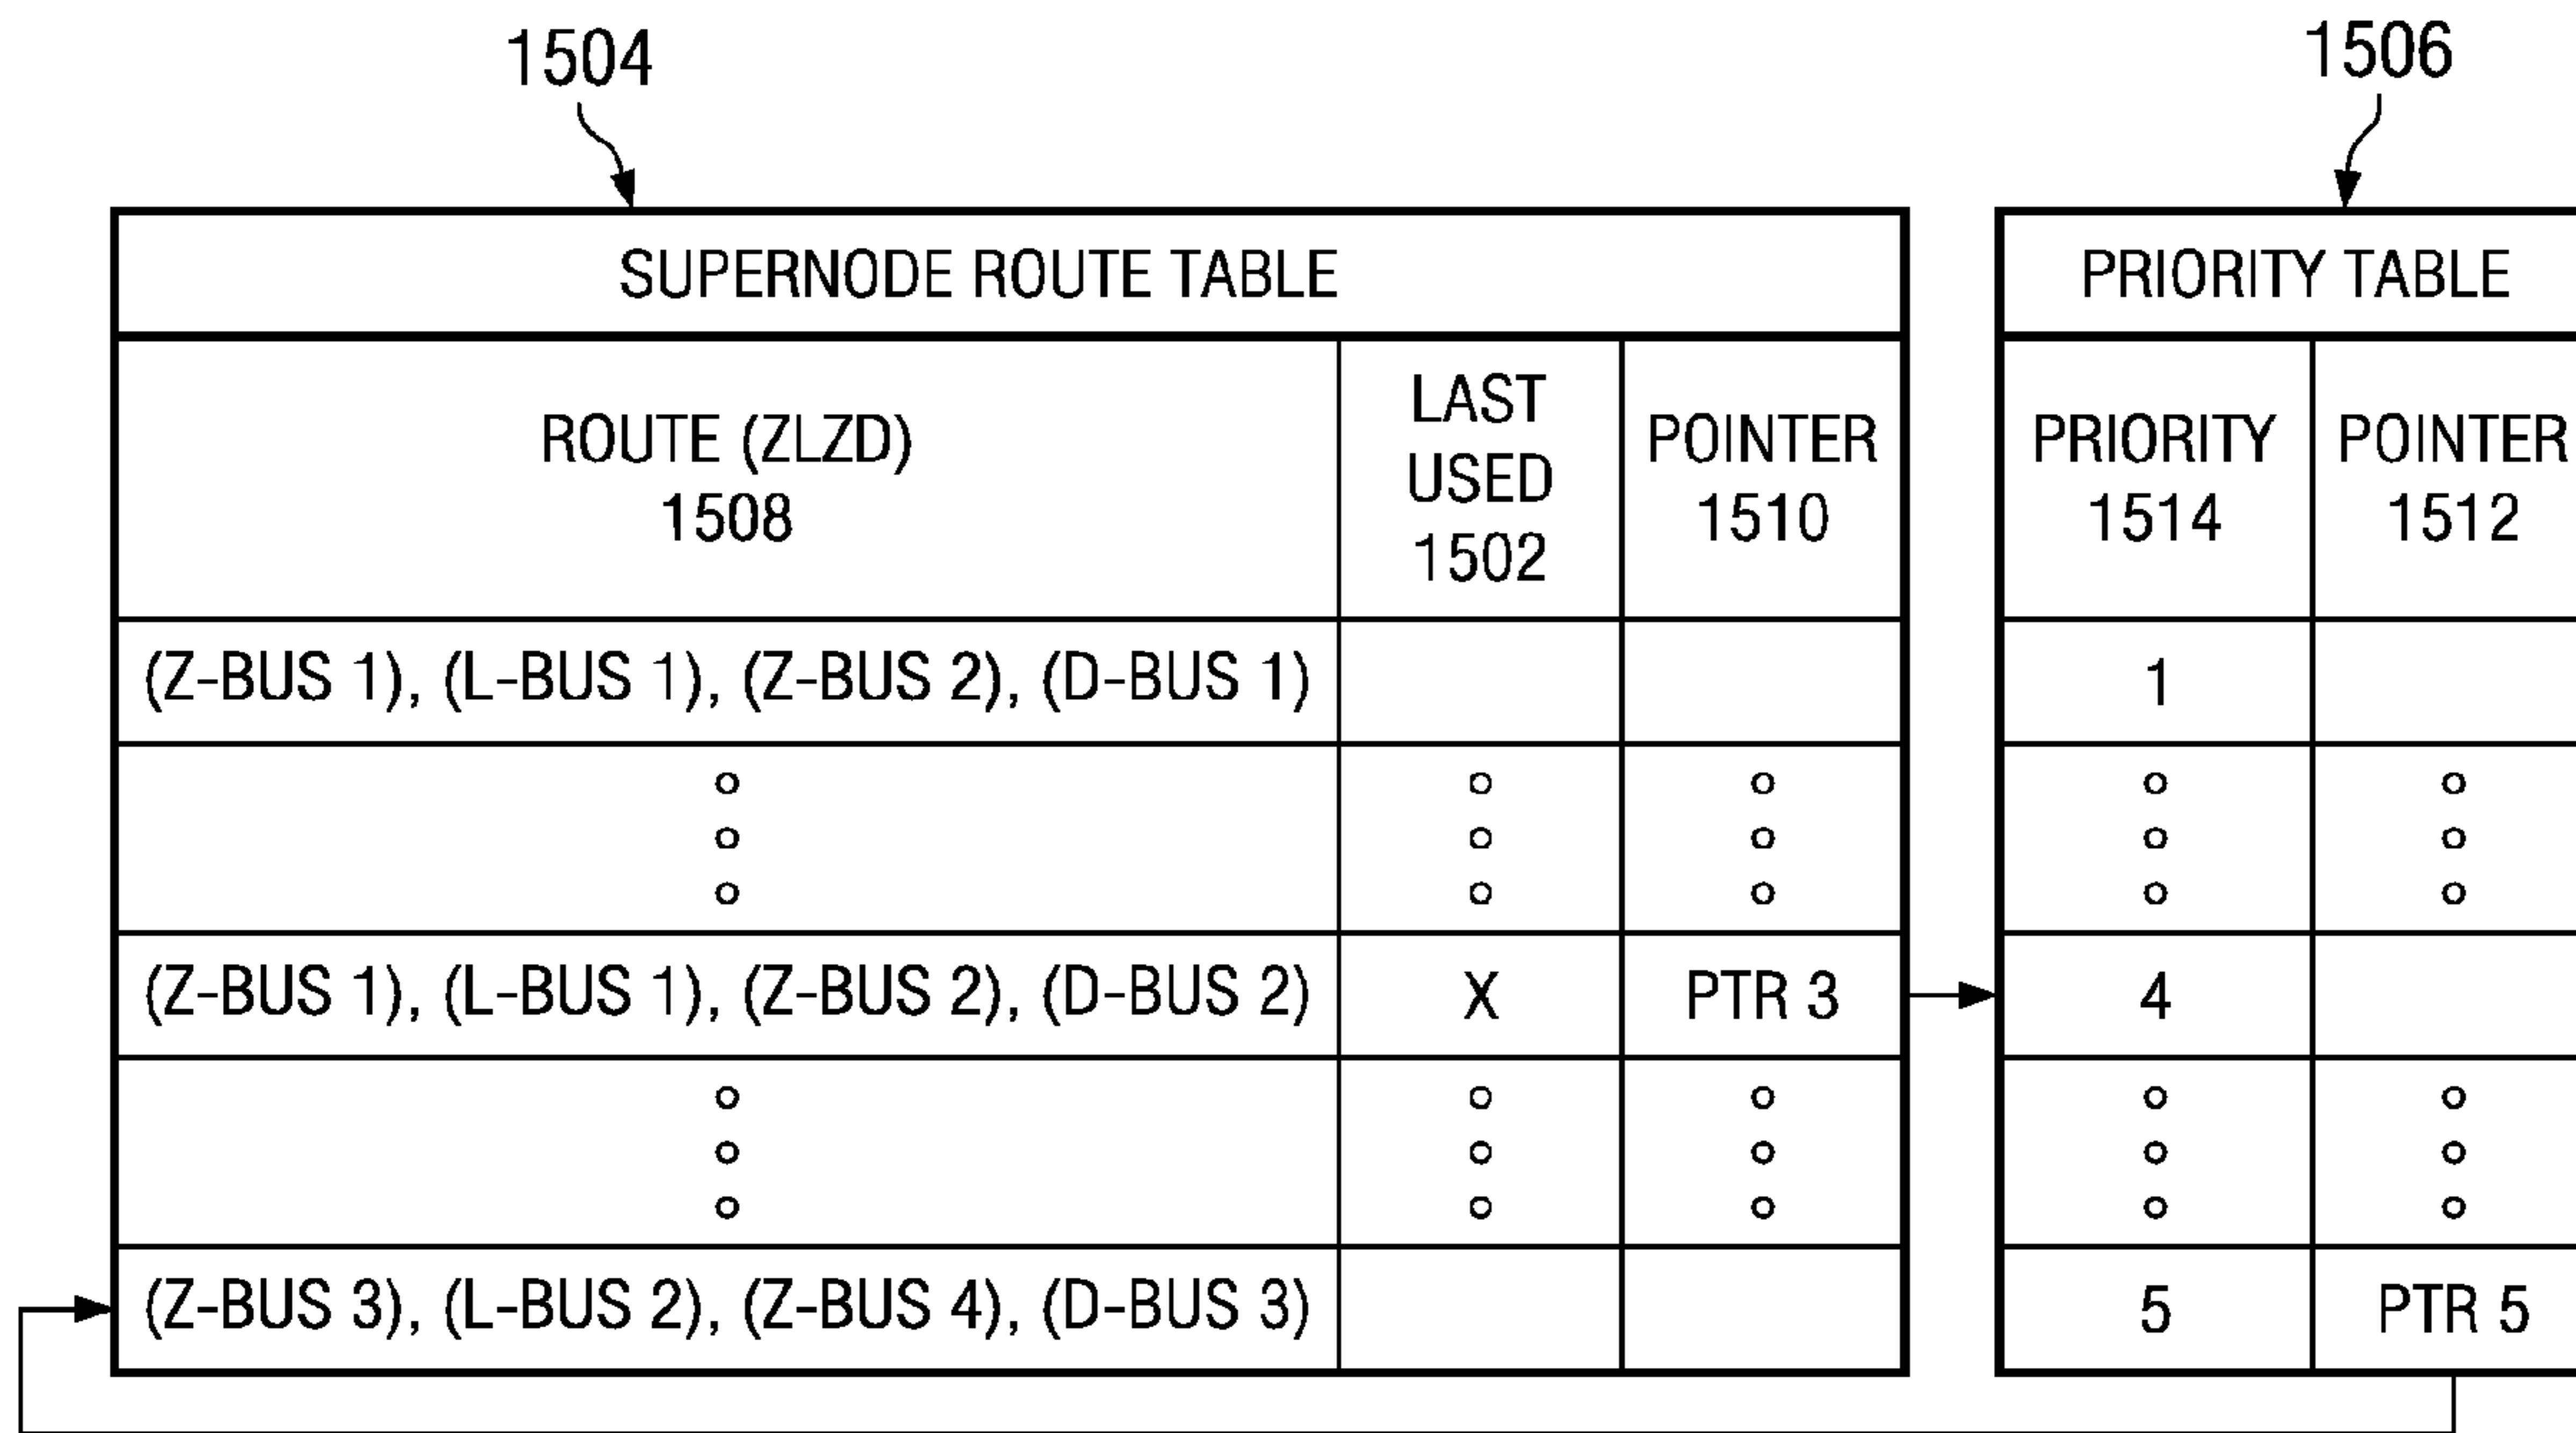 1504
1506
SUPERNODE ROUTE TABLE
PRIORITY TABLE
ROUTE (ZLZD)
1508
LAST
USED
1502
POINTER
1510
PRIORITY
1514
POINTER
1512
(Z-BUS 1), (L-BUS 1), (Z-BUS 2), (D-BUS 1)
1
(Z-BUS 1), (L-BUS 1), (Z-BUS 2), (D-BUS 2) X PTR 3
4
(Z-BUS 3), (L-BUS 2), (Z-BUS 4), (D-BUS 3)
5 PTR 5